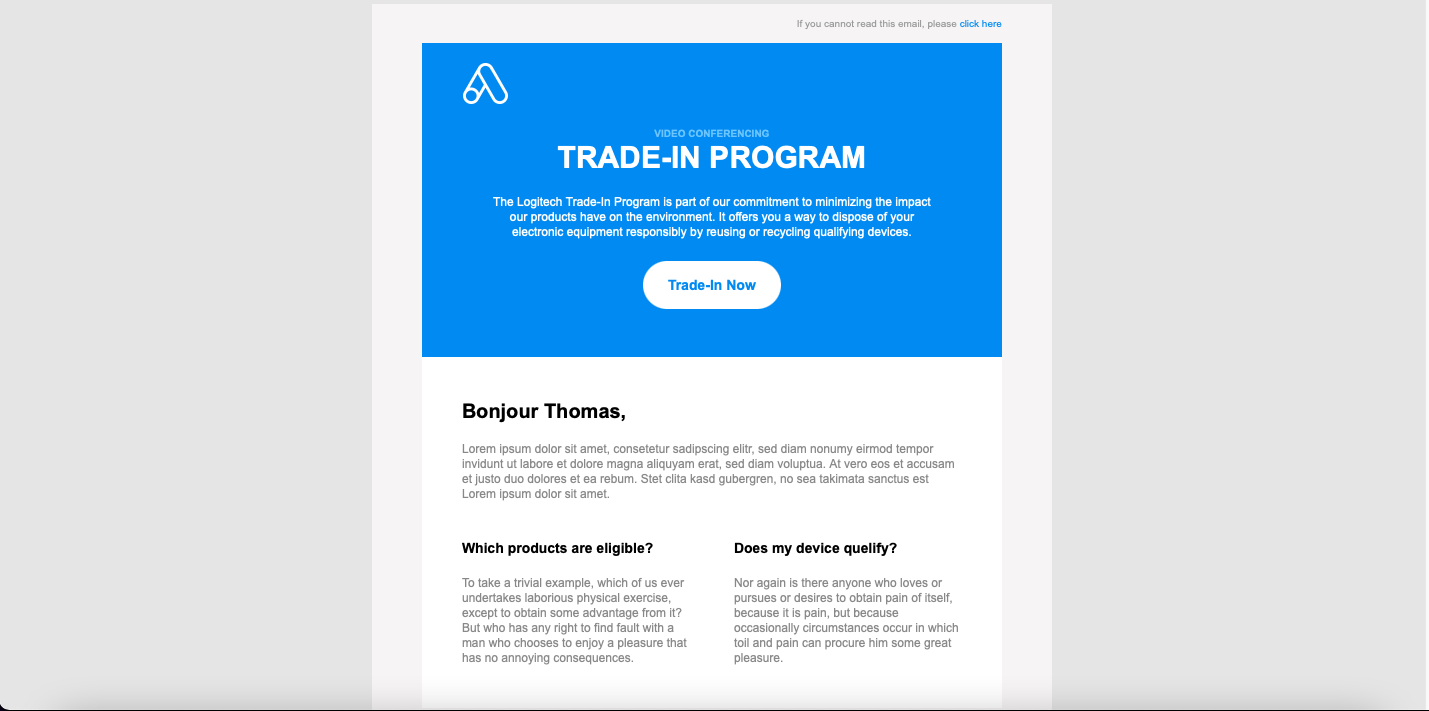 If you cannot read this email, please click here
VIDEO CONFERENCING
TRADE-IN PROGRAM
The Logitech Trade-In Program is part of our commitment to minimizing the impact
our products have on the environment. It offers you a way to dispose of your
electronic equipment responsibly by reusing or recycling qualifying devices.
Trade-In Now
Bonjour Thomas,
Lorem ipsum dolor sit amet, consetetur sadipscing elitr, sed diam nonumy eirmod tempor
invidunt ut labore et dolore magna aliquyam erat, sed diam voluptua. At vero eos et accusam
et justo duo dolores et ea rebum. Stet clita kasd gubergren, no sea takimata sanctus est
Lorem ipsum dolor sit amet.
Which products are eligible?
To take a trivial example, which of us ever
undertakes laborious physical exercise,
except to obtain some advantage from it?
But who has any right to find fault with a
man who chooses to enjoy a pleasure that
has no annoying consequences.
Does my device quelify?
Nor again is there anyone who loves or
pursues or desires to obtain pain of itself,
because it is pain, but because
occasionally circumstances occur in which
toil and pain can procure him some great
pleasure.